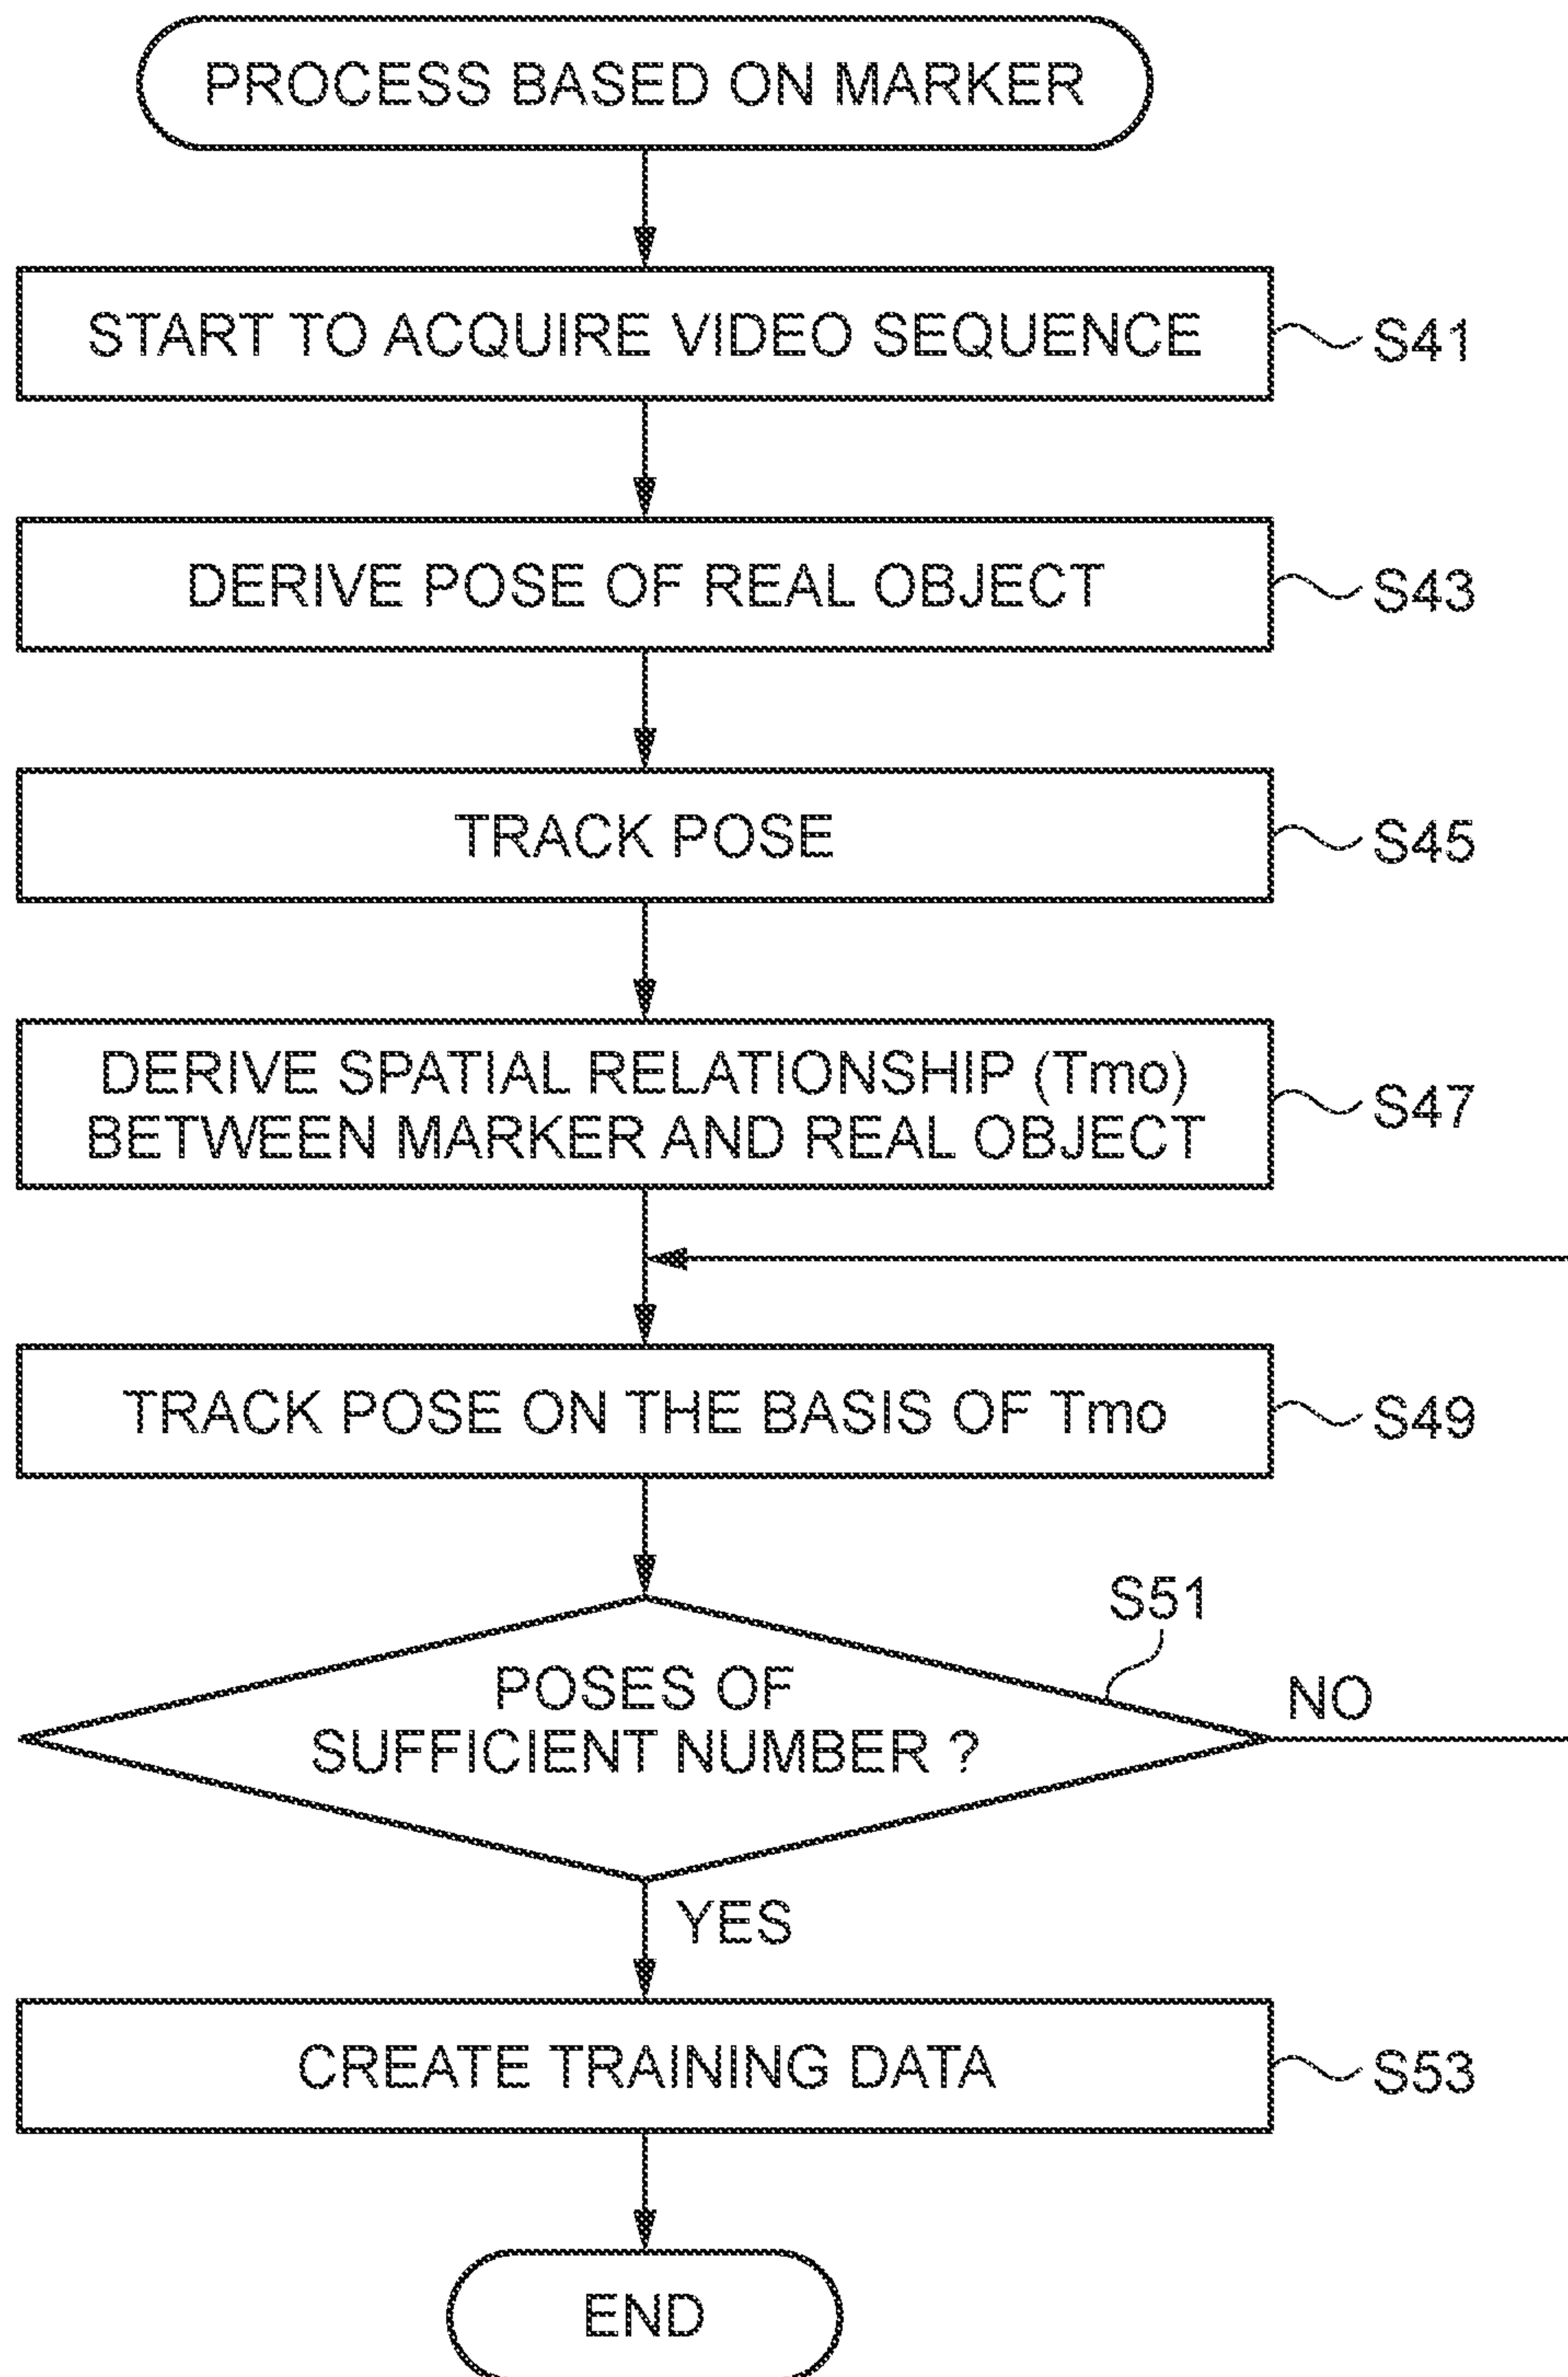 PROCESS BASED ON MARKER
START TO ACQUIRE VIDEO SEQUENCE
S41
DERIVE POSE OF REAL OBJECT
S43
TRACK POSE
S45
DERIVE SPATIAL RELATIONSHIP (Tmo)
BETWEEN MARKER AND REAL OBJECT
S47
TRACK POSE ON THE BASIS OF Tmo
S49
S51
POSES OF
SUFFICIENT NUMBER ?
NO
YES
CREATE TRAINING DATA
S53
END